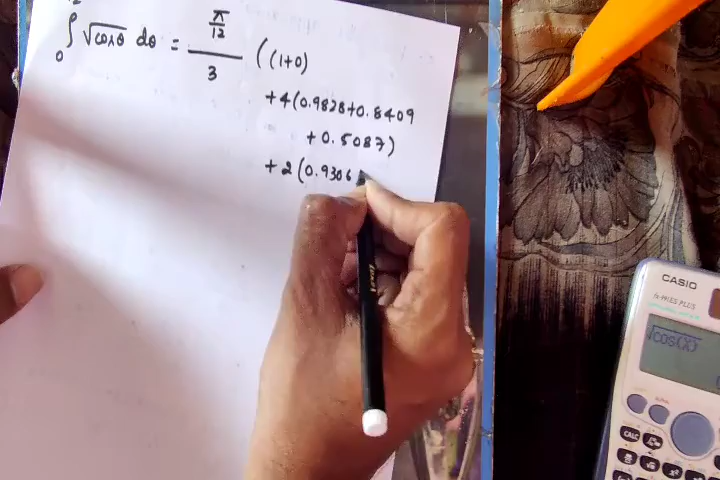 ∫₀ √cosθ dθ = (π/12)/3 ((1+0)
+4(0.9828+0.8409
+0.5087)
+2(0.9306
CASIO
√cos(X)
CALC